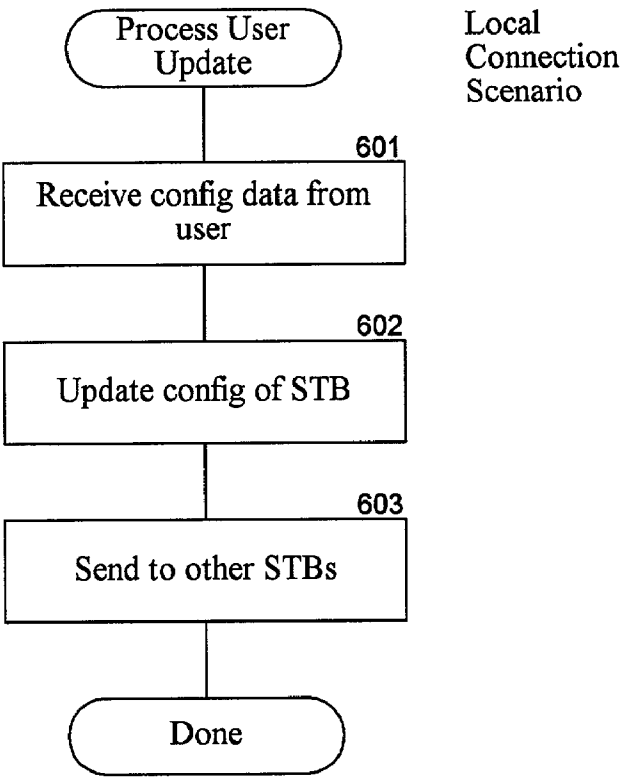 Process User
Update
Local
Connection
Scenario
601
Receive config data from
user
602
Update config of STB
603
Send to other STBs
Done